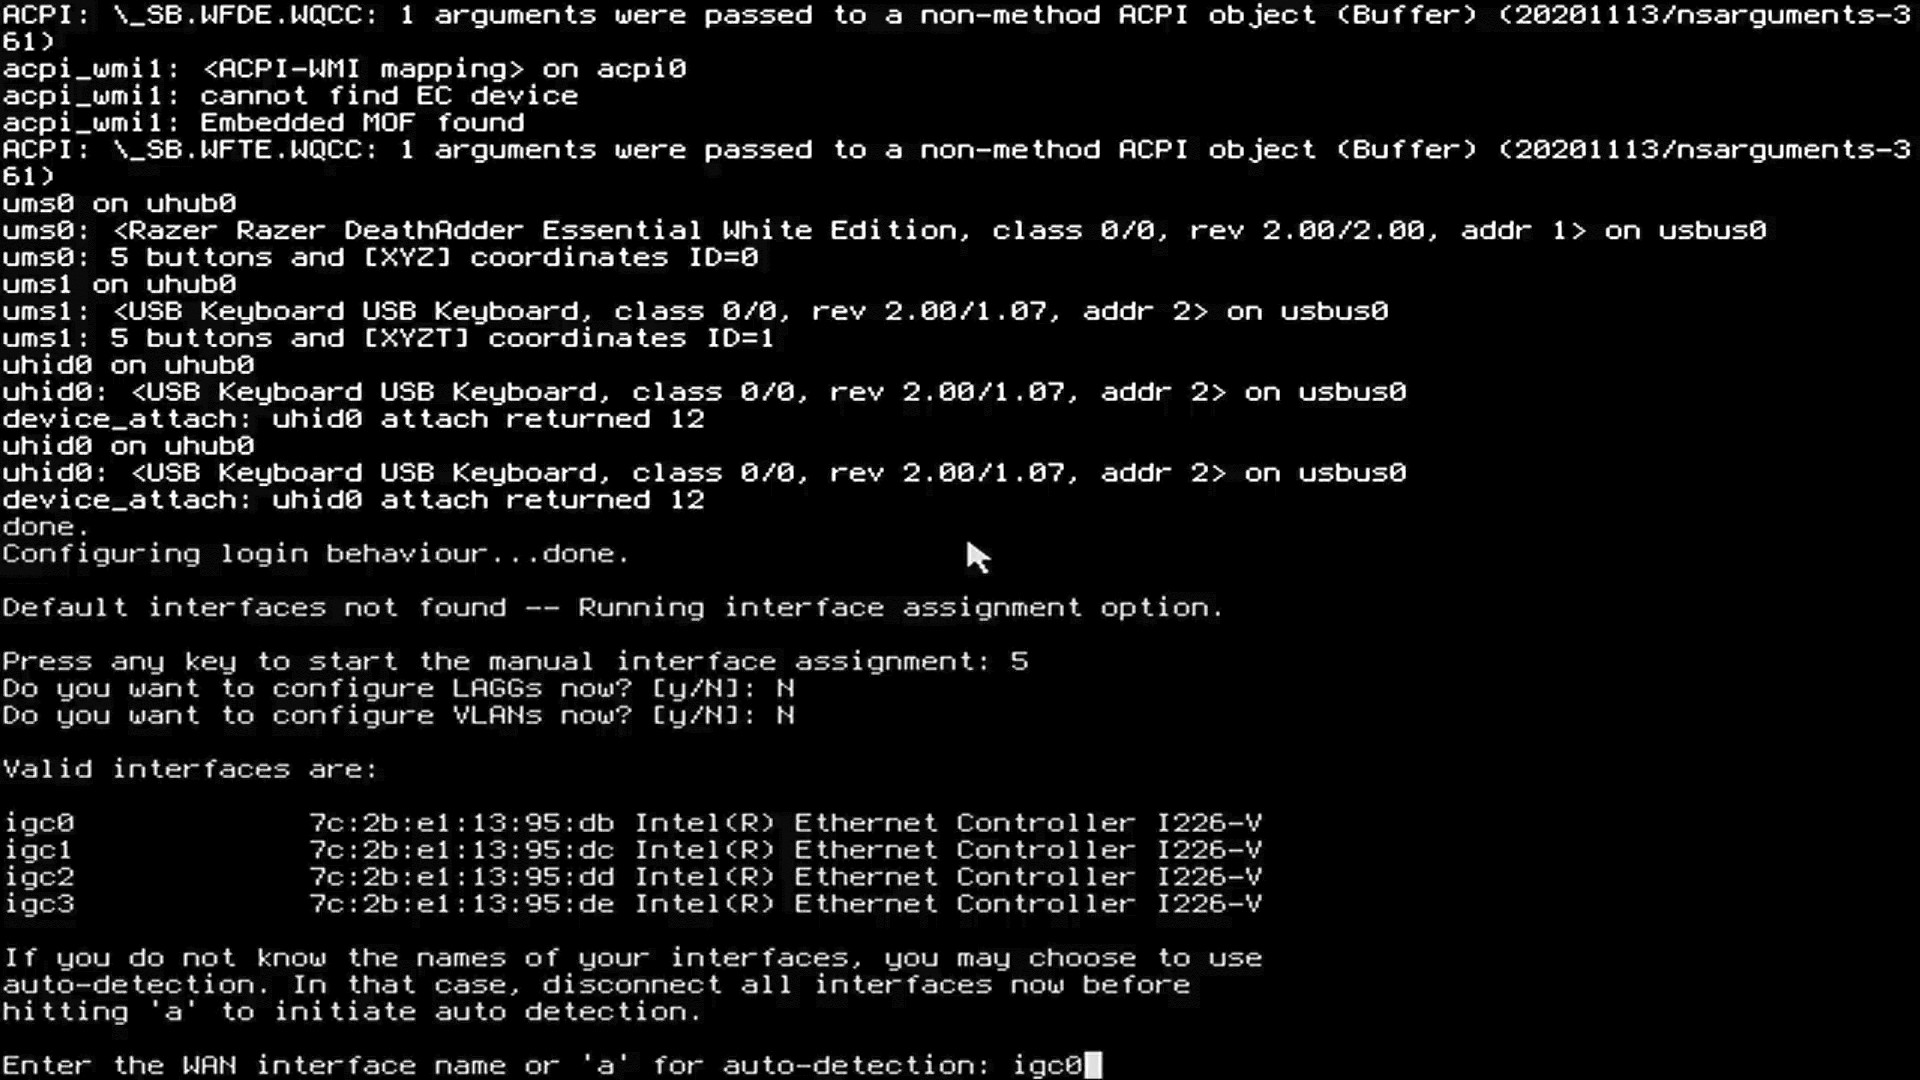 ACPI: \_SB.WFDE.WQCC: 1 arguments were passed to a non-method ACPI object (Buffer) (20201113/nsarguments-3
61)
acpi_wmi1: <ACPI-WMI mapping> on acpi0
acpi_wmi1: cannot find EC device
acpi_wmi1: Embedded MOF found
ACPI: \_SB.WFTE.WQCC: 1 arguments were passed to a non-method ACPI object (Buffer) (20201113/nsarguments-3
61)
ums0 on uhub0
ums0: <Razer Razer DeathAdder Essential White Edition, class 0/0, rev 2.00/2.00, addr 1> on usbus0
ums0: 5 buttons and [XYZ] coordinates ID=0
ums1 on uhub0
ums1: <USB Keyboard USB Keyboard, class 0/0, rev 2.00/1.07, addr 2> on usbus0
ums1: 5 buttons and [XYZT] coordinates ID=1
uhid0 on uhub0
uhid0: <USB Keyboard USB Keyboard, class 0/0, rev 2.00/1.07, addr 2> on usbus0
device_attach: uhid0 attach returned 12
uhid0 on uhub0
uhid0: <USB Keyboard USB Keyboard, class 0/0, rev 2.00/1.07, addr 2> on usbus0
device_attach: uhid0 attach returned 12
done.
Configuring login behaviour...done.
Default interfaces not found -- Running interface assignment option.
Press any key to start the manual interface assignment: 5
Do you want to configure LAGGs now? [y/N]: N
Do you want to configure VLANs now? [y/N]: N
Valid interfaces are:
igc0 7c:2b:e1:13:95:db Intel(R) Ethernet Controller I226-V
igc1 7c:2b:e1:13:95:dc Intel(R) Ethernet Controller I226-V
igc2 7c:2b:e1:13:95:dd Intel(R) Ethernet Controller I226-V
igc3 7c:2b:e1:13:95:de Intel(R) Ethernet Controller I226-V
If you do not know the names of your interfaces, you may choose to use
auto-detection. In that case, disconnect all interfaces now before
hitting 'a' to initiate auto detection.
Enter the WAN interface name or 'a' for auto-detection: igc0